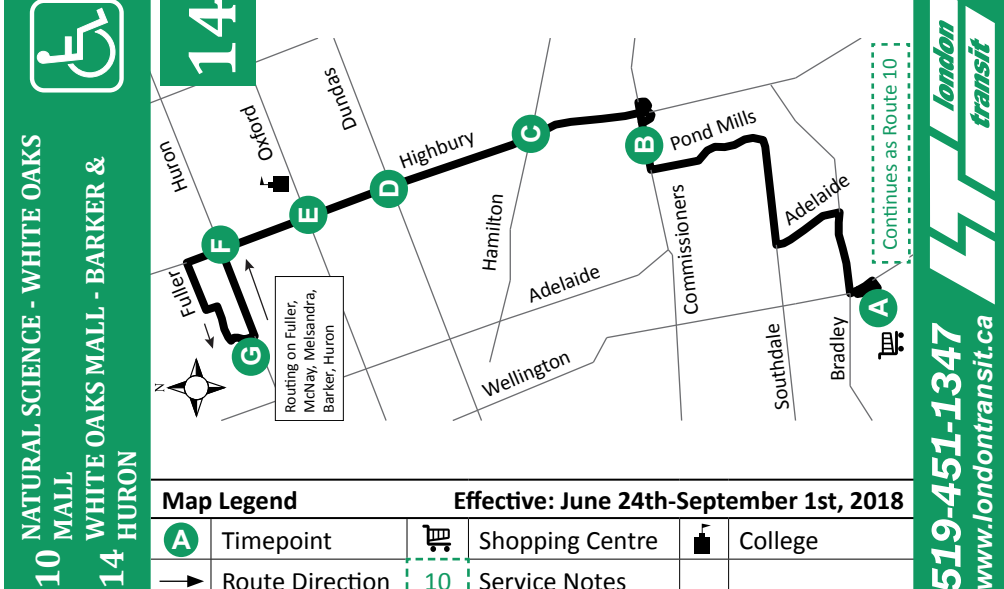 10 NATURAL SCIENCE - WHITE OAKS
MALL
14 WHITE OAKS MALL - BARKER &
HURON
14
Huron
Oxford
Dundas
Highbury
Fuller
Hamilton
Adelaide
Wellington
Commissioners
Pond Mills
Adelaide
Southdale
Bradley
A
B
C
D
E
F
G
N
Routing on Fuller,
McNay, Melsandra,
Barker, Huron
Continues as Route 10
london
transit
519-451-1347
www.londontransit.ca
Map Legend Effective: June 24th-September 1st, 2018
A Timepoint Shopping Centre College
Route Direction 10 Service Notes